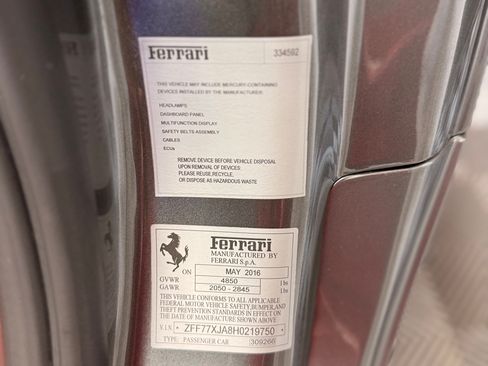 Ferrari 334592
THIS VEHICLE MAY INCLUDE MERCURY-CONTAINING
DEVICES INSTALLED BY THE MANUFACTURER:
HEADLAMPS
DASHBOARD PANEL
MULTIFUNCTION DISPLAY
SAFETY BELTS ASSEMBLY
CABLES
ECUs
REMOVE DEVICE BEFORE VEHICLE DISPOSAL
UPON REMOVAL OF DEVICES:
PLEASE REUSE,RECYCLE,
OR DISPOSE AS HAZARDOUS WASTE
Ferrari
MANUFACTURED BY
FERRARI S.p.A.
ON MAY 2016
GVWR 4850 lbs
GAWR 2050 - 2845 lbs
THIS VEHICLE CONFORMS TO ALL APPLICABLE
FEDERAL MOTOR VEHICLE SAFETY,BUMPER,AND
THEFT PREVENTION STANDARDS IN EFFECT ON
THE DATE OF MANUFACTURE SHOWN ABOVE
V.I.N * ZFF77XJA8H0219750 *
TYPE: PASSENGER CAR 309266